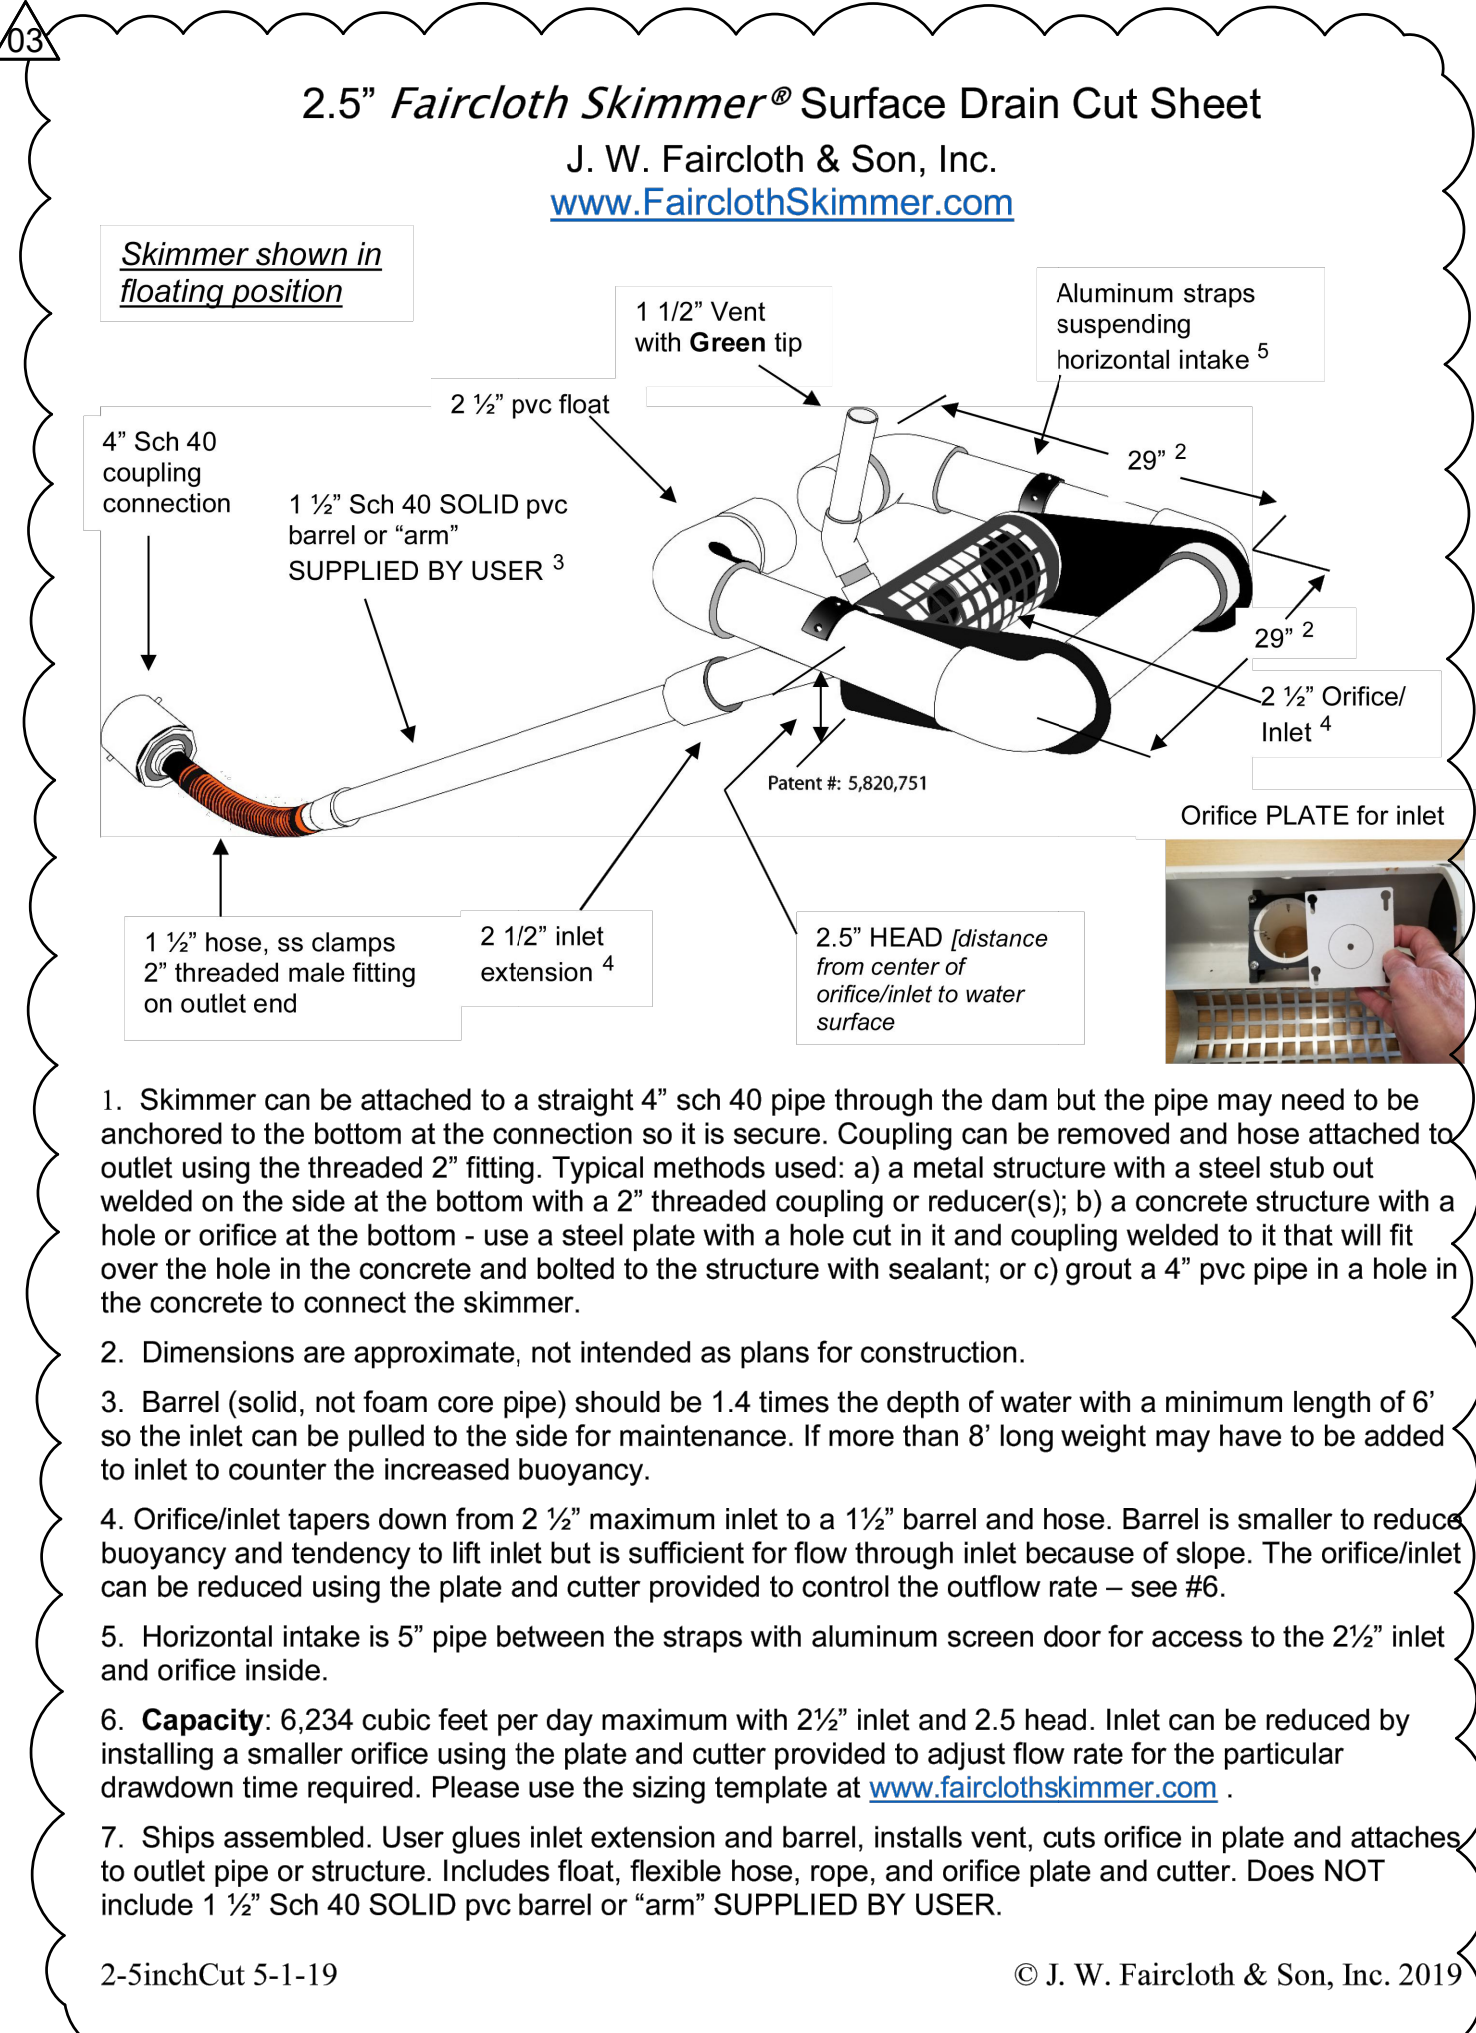 03
2.5” Faircloth Skimmer® Surface Drain Cut Sheet
J. W. Faircloth & Son, Inc.
www.FairclothSkimmer.com
Skimmer shown in
floating position
1 1/2” Vent
with Green tip
Aluminum straps
suspending
horizontal intake 5
2 ½” pvc float
4” Sch 40
coupling
connection
1 ½” Sch 40 SOLID pvc
barrel or “arm”
SUPPLIED BY USER 3
29” 2
29” 2
2 ½” Orifice/
Inlet 4
Patent #: 5,820,751
Orifice PLATE for inlet
1 ½” hose, ss clamps
2” threaded male fitting
on outlet end
2 1/2” inlet
extension 4
2.5” HEAD [distance
from center of
orifice/inlet to water
surface
1. Skimmer can be attached to a straight 4” sch 40 pipe through the dam but the pipe may need to be
anchored to the bottom at the connection so it is secure. Coupling can be removed and hose attached to
outlet using the threaded 2” fitting. Typical methods used: a) a metal structure with a steel stub out
welded on the side at the bottom with a 2” threaded coupling or reducer(s); b) a concrete structure with a
hole or orifice at the bottom - use a steel plate with a hole cut in it and coupling welded to it that will fit
over the hole in the concrete and bolted to the structure with sealant; or c) grout a 4” pvc pipe in a hole in
the concrete to connect the skimmer.
2. Dimensions are approximate, not intended as plans for construction.
3. Barrel (solid, not foam core pipe) should be 1.4 times the depth of water with a minimum length of 6’
so the inlet can be pulled to the side for maintenance. If more than 8’ long weight may have to be added
to inlet to counter the increased buoyancy.
4. Orifice/inlet tapers down from 2 ½” maximum inlet to a 1½” barrel and hose. Barrel is smaller to reduce
buoyancy and tendency to lift inlet but is sufficient for flow through inlet because of slope. The orifice/inlet
can be reduced using the plate and cutter provided to control the outflow rate – see #6.
5. Horizontal intake is 5” pipe between the straps with aluminum screen door for access to the 2½” inlet
and orifice inside.
6. Capacity: 6,234 cubic feet per day maximum with 2½” inlet and 2.5 head. Inlet can be reduced by
installing a smaller orifice using the plate and cutter provided to adjust flow rate for the particular
drawdown time required. Please use the sizing template at www.fairclothskimmer.com .
7. Ships assembled. User glues inlet extension and barrel, installs vent, cuts orifice in plate and attaches
to outlet pipe or structure. Includes float, flexible hose, rope, and orifice plate and cutter. Does NOT
include 1 ½” Sch 40 SOLID pvc barrel or “arm” SUPPLIED BY USER.
2-5inchCut 5-1-19
© J. W. Faircloth & Son, Inc. 2019